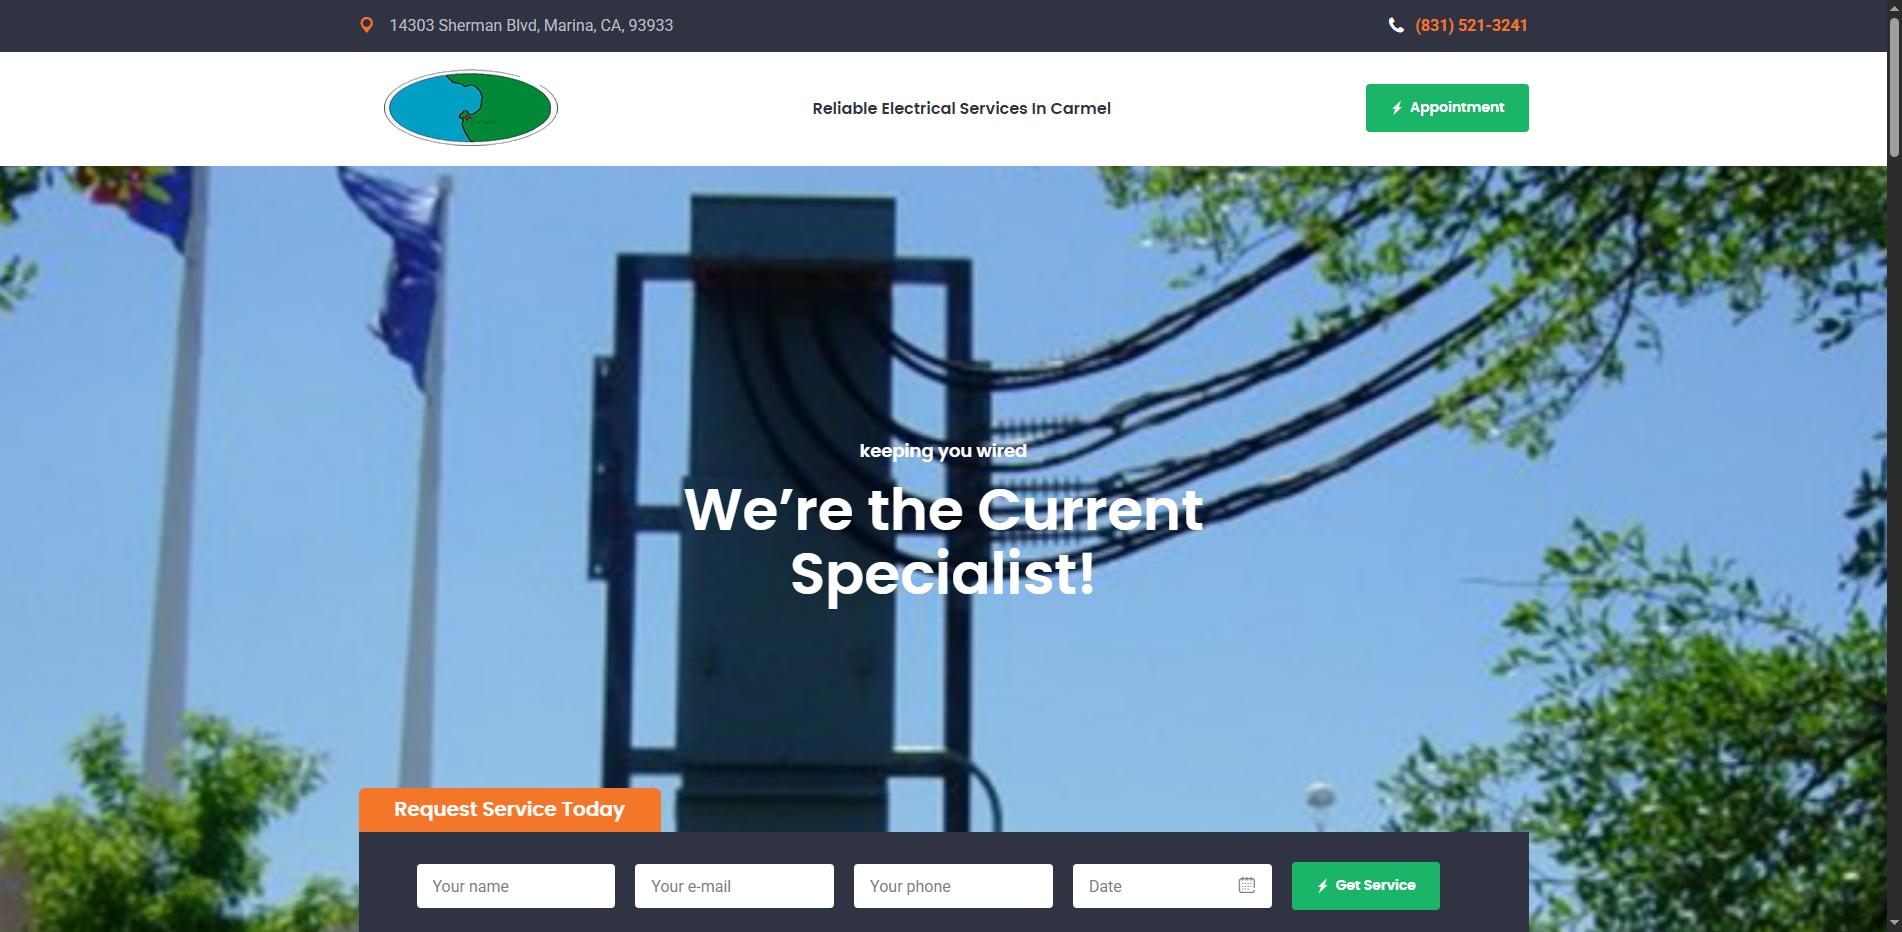 14303 Sherman Blvd, Marina, CA, 93933
(831) 521-3241
Reliable Electrical Services In Carmel
Appointment
keeping you wired
We’re the Current
Specialist!
Request Service Today
Your name
Your e-mail
Your phone
Date
Get Service